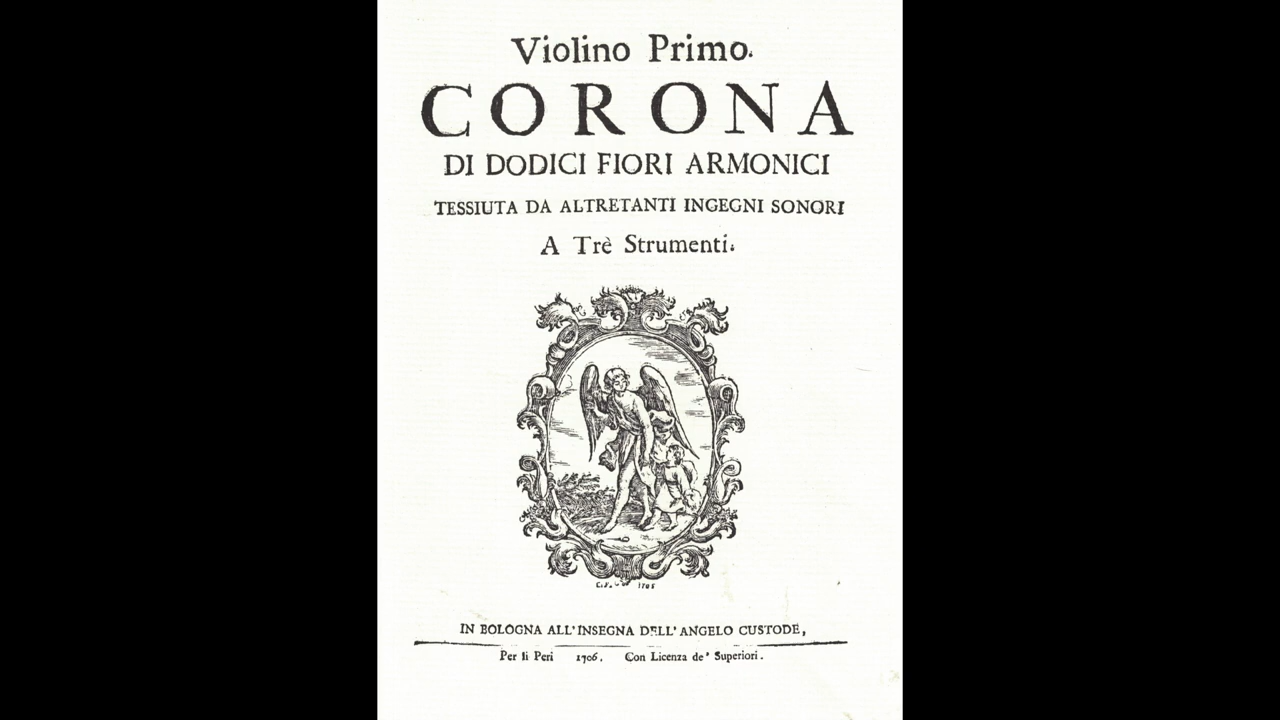 Violino Primo.
CORONA
DI DODICI FIORI ARMONICI
TESSIUTA DA ALTRETANTI INGEGNI SONORI
A Trè Strumenti.
1705
IN BOLOGNA ALL'INSEGNA DELL'ANGELO CUSTODE,
Per li Peri 1706. Con Licenza de' Superiori.